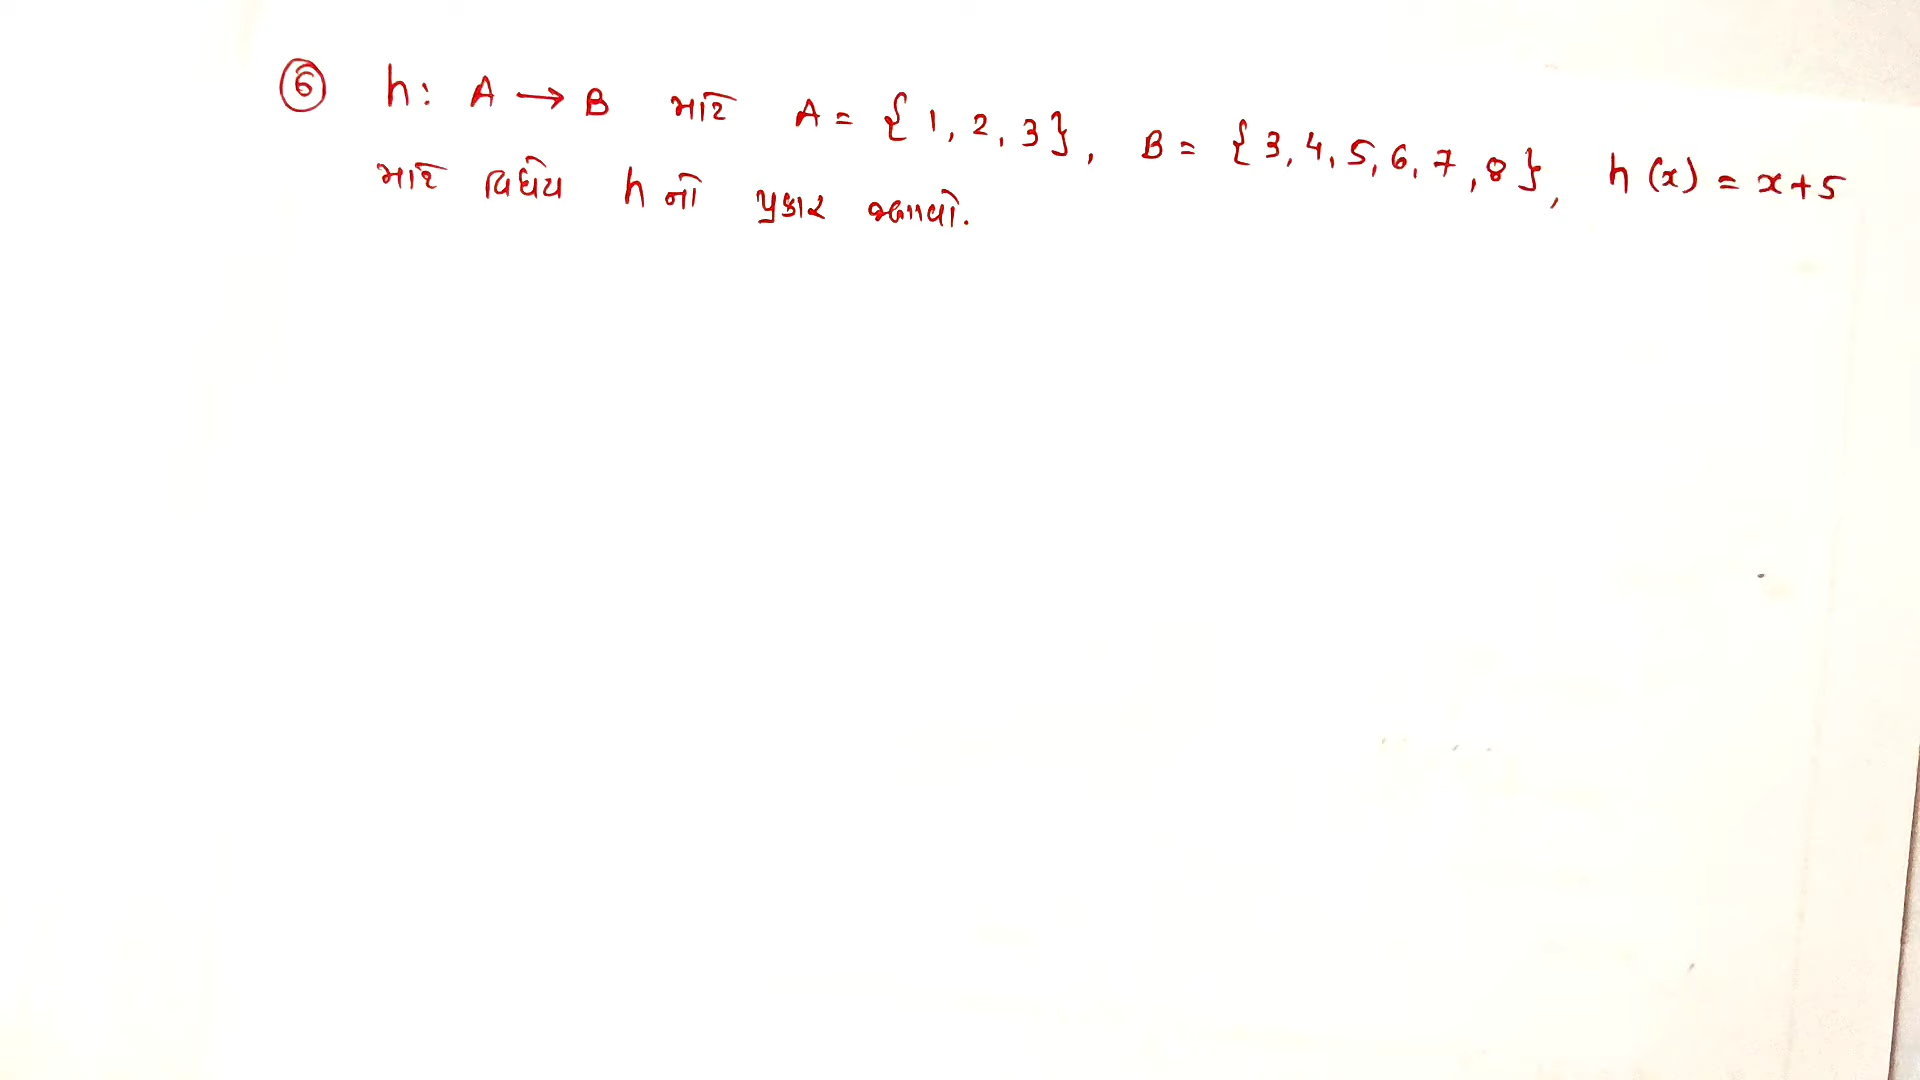 ⑥ h: A → B માટે A = { 1, 2, 3 }, B = { 3, 4, 5, 6, 7, 8 }, h (x) = x + 5
માટે વિધેય h નો પ્રકાર જણાવો.